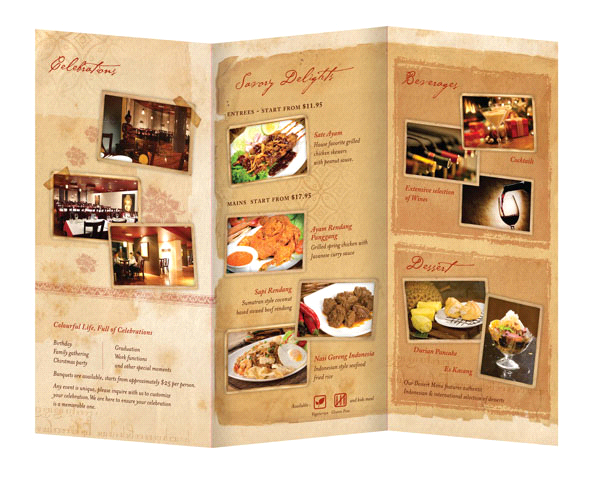 Celebrations
Colourful Life, Full of Celebrations
Birthday
Family gathering
Christmas party
Graduation
Work functions
and other special moments
Banquets are available, starts from approximately $25 per person.
Any event is unique, please inquire with us to customise
your celebration. We are here to ensure your celebration
is a memorable one.
Savory Delights
ENTREES ~ START FROM $11.95
Sate Ayam
House favorite grilled
chicken skewers
with peanut sauce.
MAINS START FROM $17.95
Ayam Rendang
Panggang
Grilled spring chicken with
Javanese curry sauce
Sapi Rendang
Sumatran style coconut
based stewed beef rendang
Nasi Goreng Indonesia
Indonesian style seafood
fried rice
Available
Vegetarian
Gluten Free
and kids meal
Beverages
Cocktails
Extensive selection
of Wines
Dessert
Durian Pancake
Es Kacang
Our Dessert Menu features authentic
Indonesian & international selection of desserts